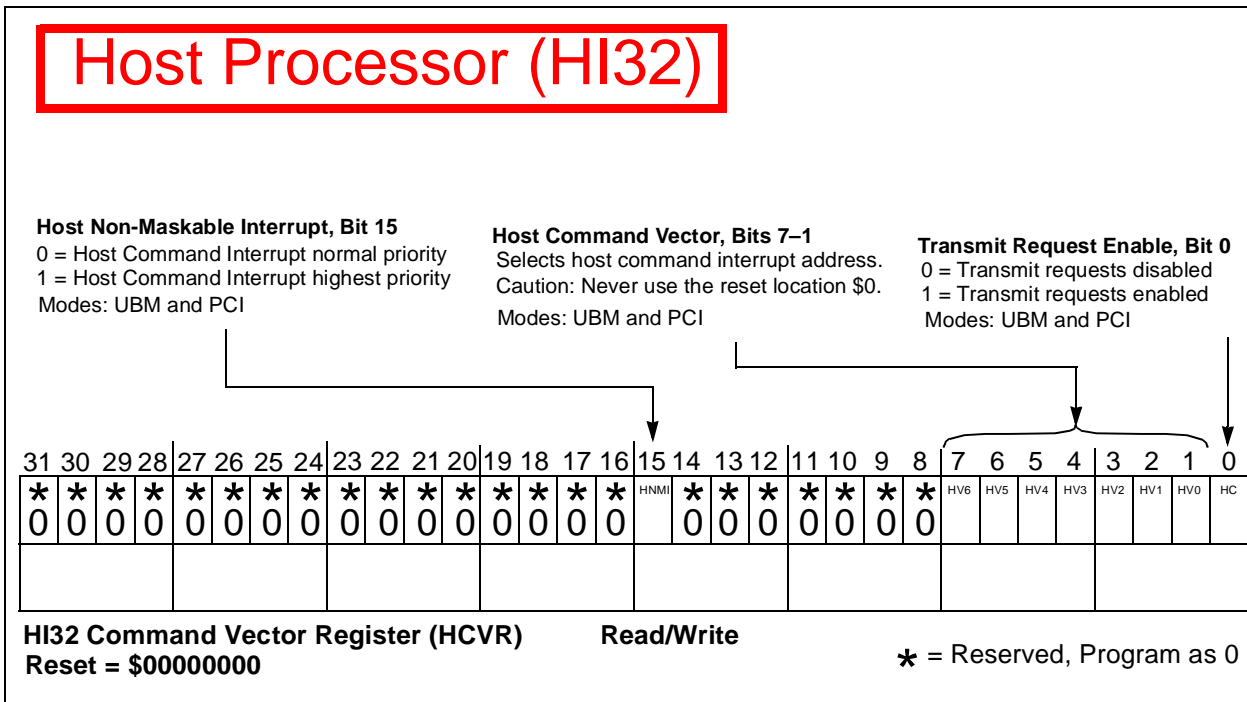 Host Processor (HI32)
Host Non-Maskable Interrupt, Bit 15
0 = Host Command Interrupt normal priority
1 = Host Command Interrupt highest priority
Modes: UBM and PCI
Host Command Vector, Bits 7–1
Selects host command interrupt address.
Caution: Never use the reset location $0.
Modes: UBM and PCI
Transmit Request Enable, Bit 0
0 = Transmit requests disabled
1 = Transmit requests enabled
Modes: UBM and PCI
31 30 29 28 27 26 25 24 23 22 21 20 19 18 17 16 15 14 13 12 11 10 9 8 7 6 5 4 3 2 1 0
* * * * * * * * * * * * * * * * HNMI * * * * * * * HV6 HV5 HV4 HV3 HV2 HV1 HV0 HC
0 0 0 0 0 0 0 0 0 0 0 0 0 0 0 0 0 0 0 0 0 0 0
HI32 Command Vector Register (HCVR) Read/Write
Reset = $00000000
* = Reserved, Program as 0